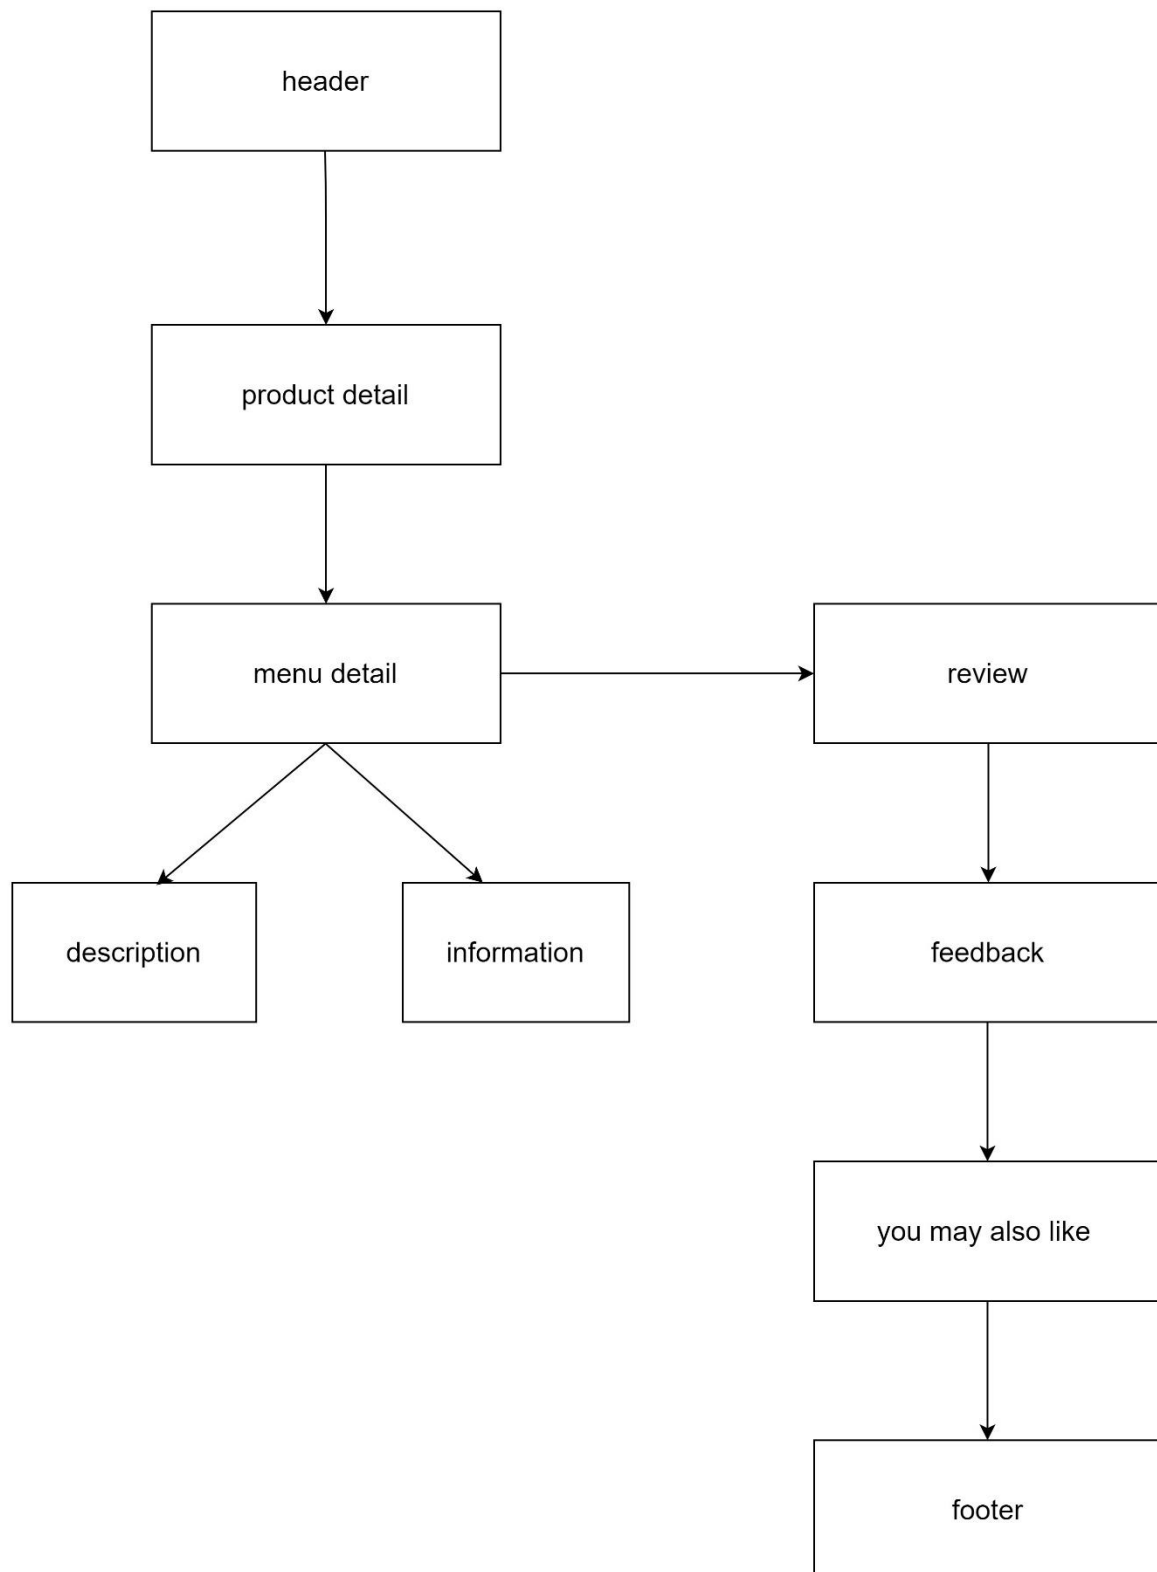 header
product detail
menu detail
review
description
information
feedback
you may also like
footer